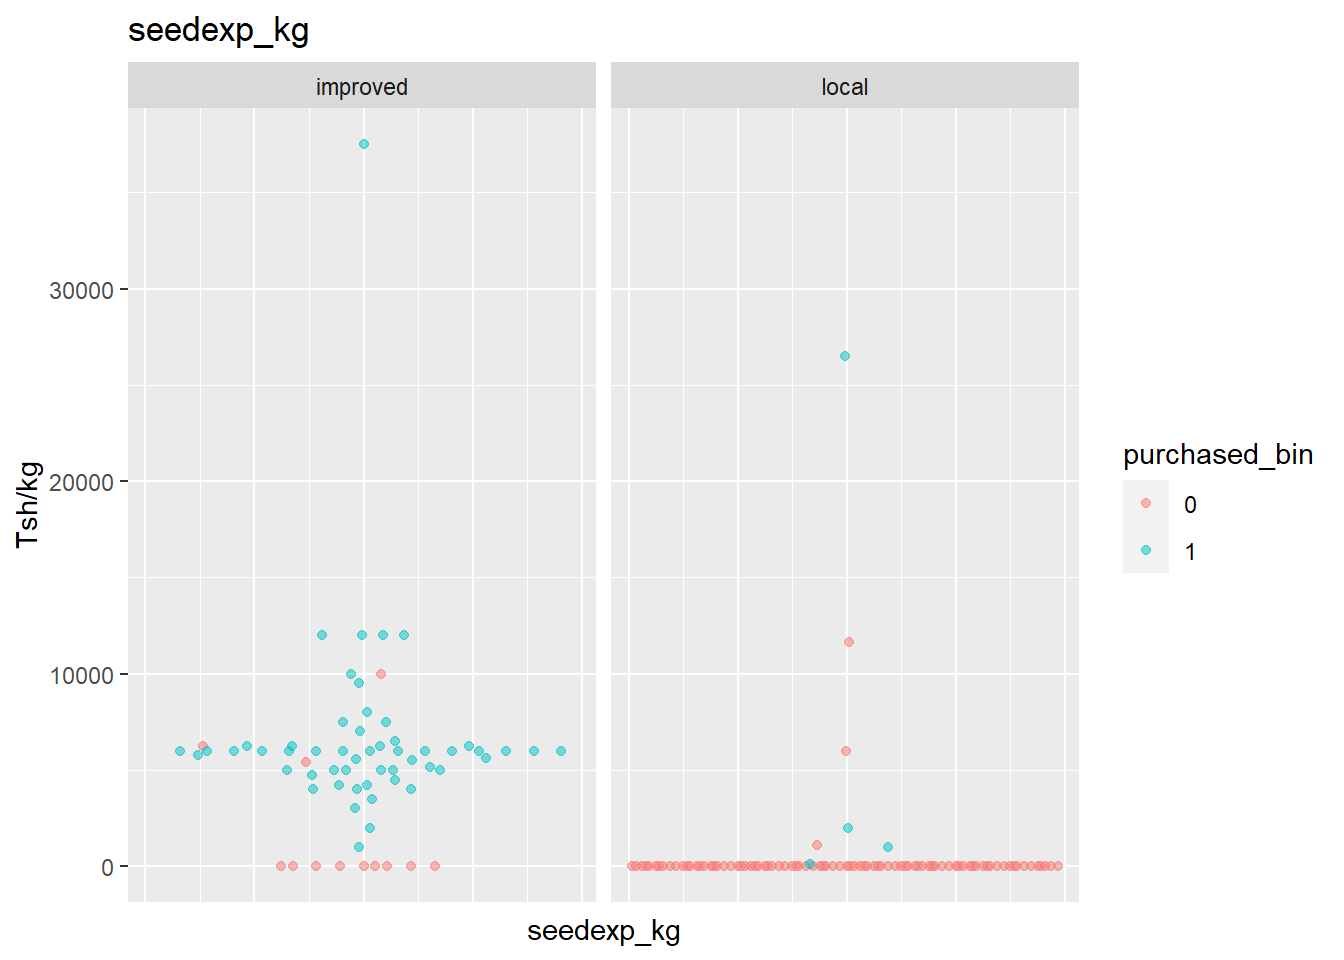 seedexp_kg
improved
local
30000
20000
10000
0
Tsh/kg
seedexp_kg
purchased_bin
0
1